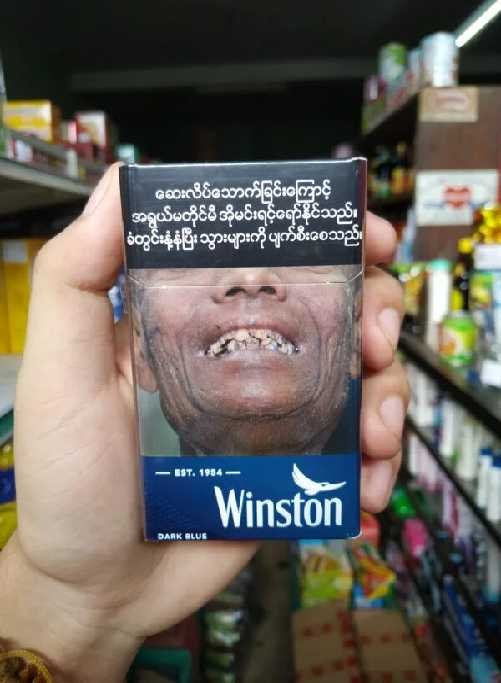 ဆေးလိပ်သောက်ခြင်းကြောင့်
အရွယ်မတိုင်မီ အိုမင်းရင့်ရော်နိုင်သည်။
ခံတွင်းနံ့နံပြီး သွားများကို ပျက်စီးစေသည်။
EST. 1954
Winston
DARK BLUE